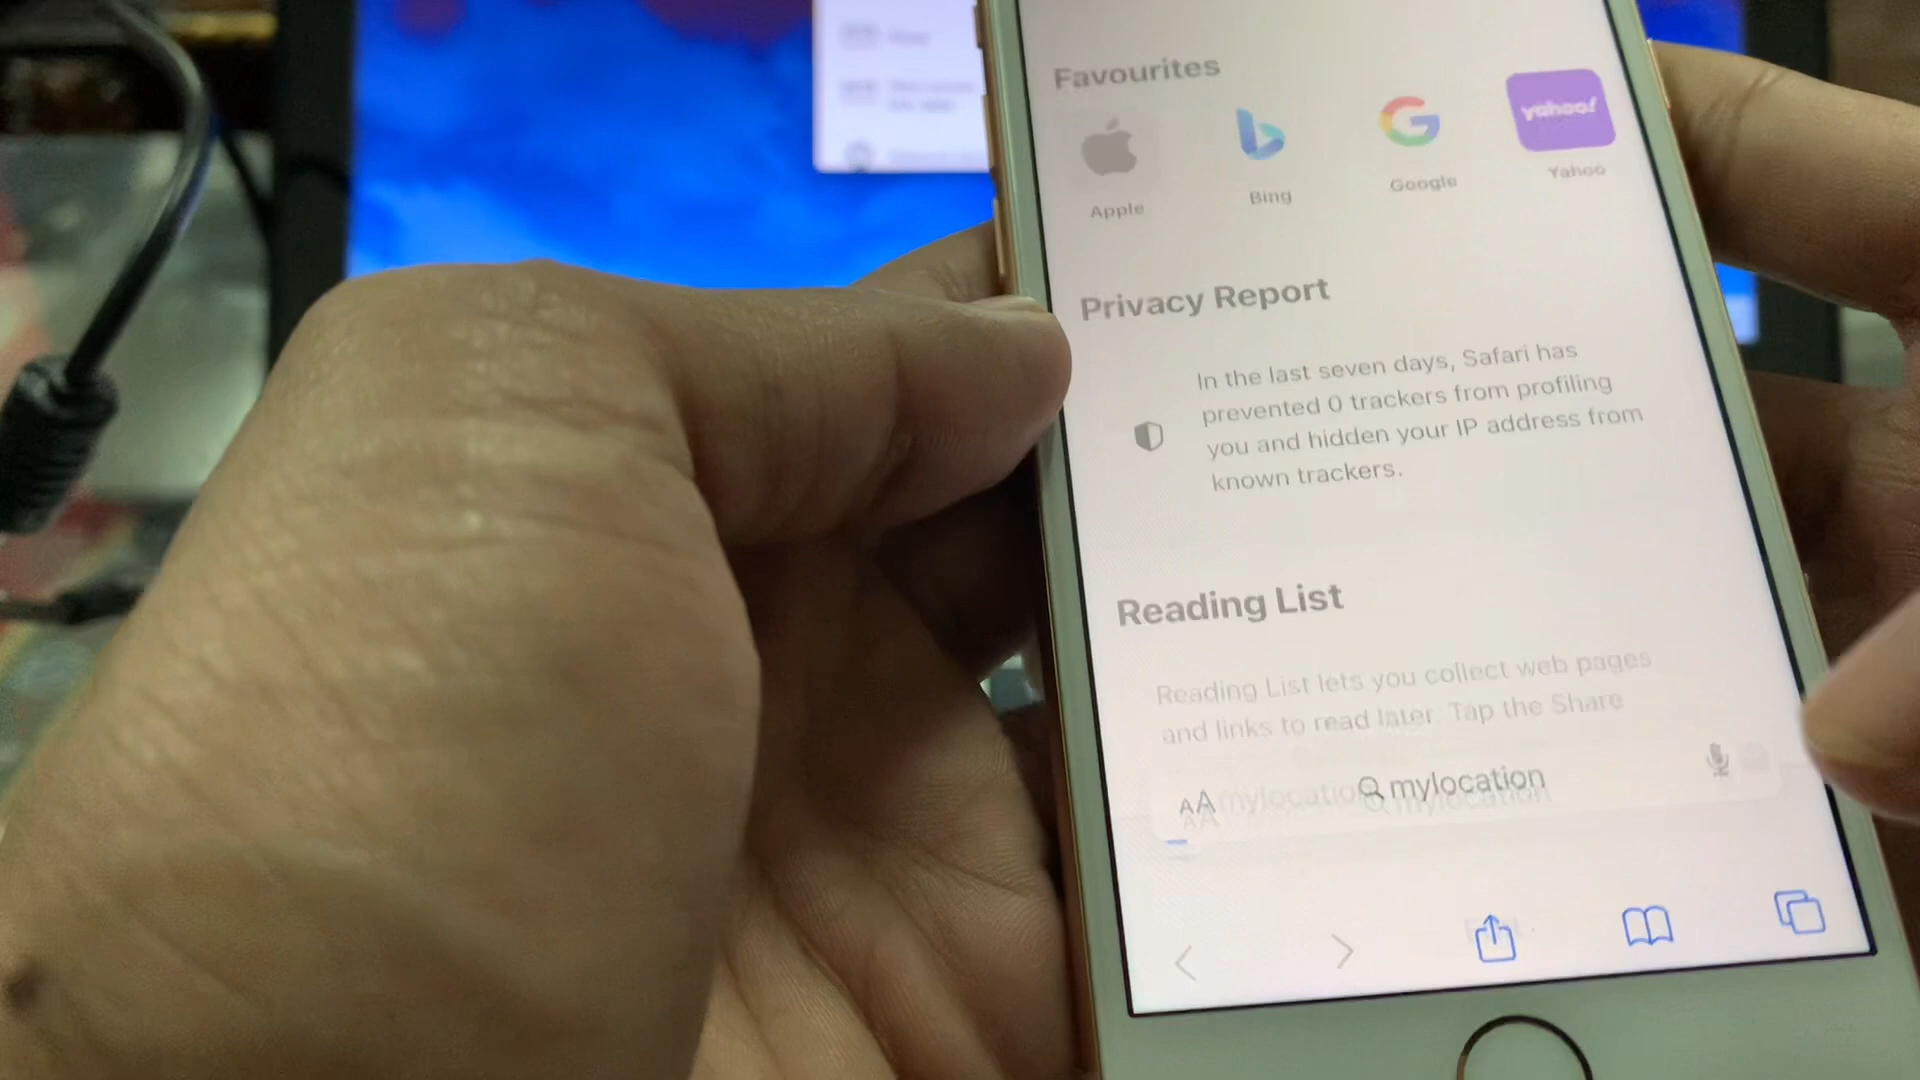 Favourites
yahoo!
Apple
Bing
Google
Yahoo
Privacy Report
In the last seven days, Safari has
prevented 0 trackers from profiling
you and hidden your IP address from
known trackers.
Reading List
Reading List lets you collect web pages
and links to read later. Tap the Share
AA mylocation